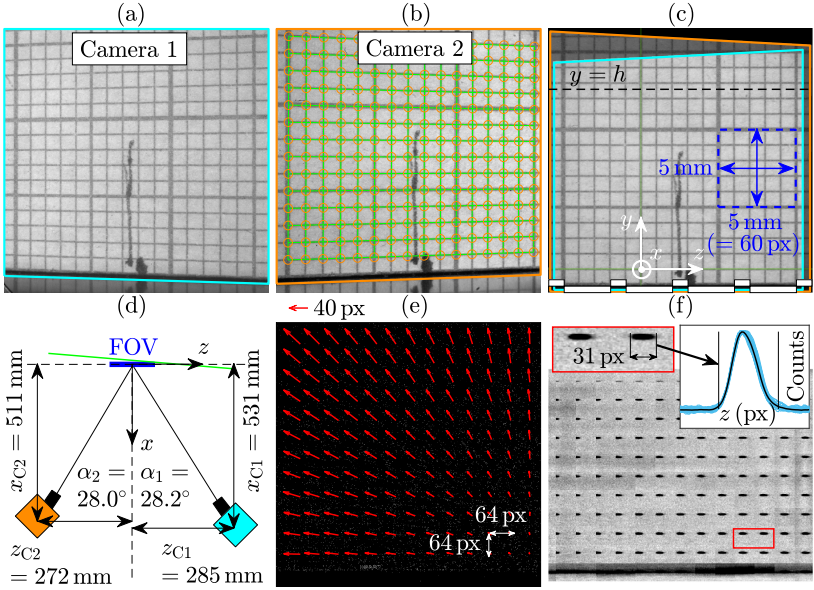 (a)
(b)
(c)
Camera 1
Camera 2
y = h
5 mm
5 mm
(= 60 px)
y
x
z
(d)
40 px
(e)
(f)
FOV
z
x_C2 = 511 mm
x_C1 = 531 mm
x
α_2 =
28.0°
α_1 =
28.2°
z_C2
= 272 mm
z_C1
= 285 mm
64 px
64 px
31 px
Counts
z (px)